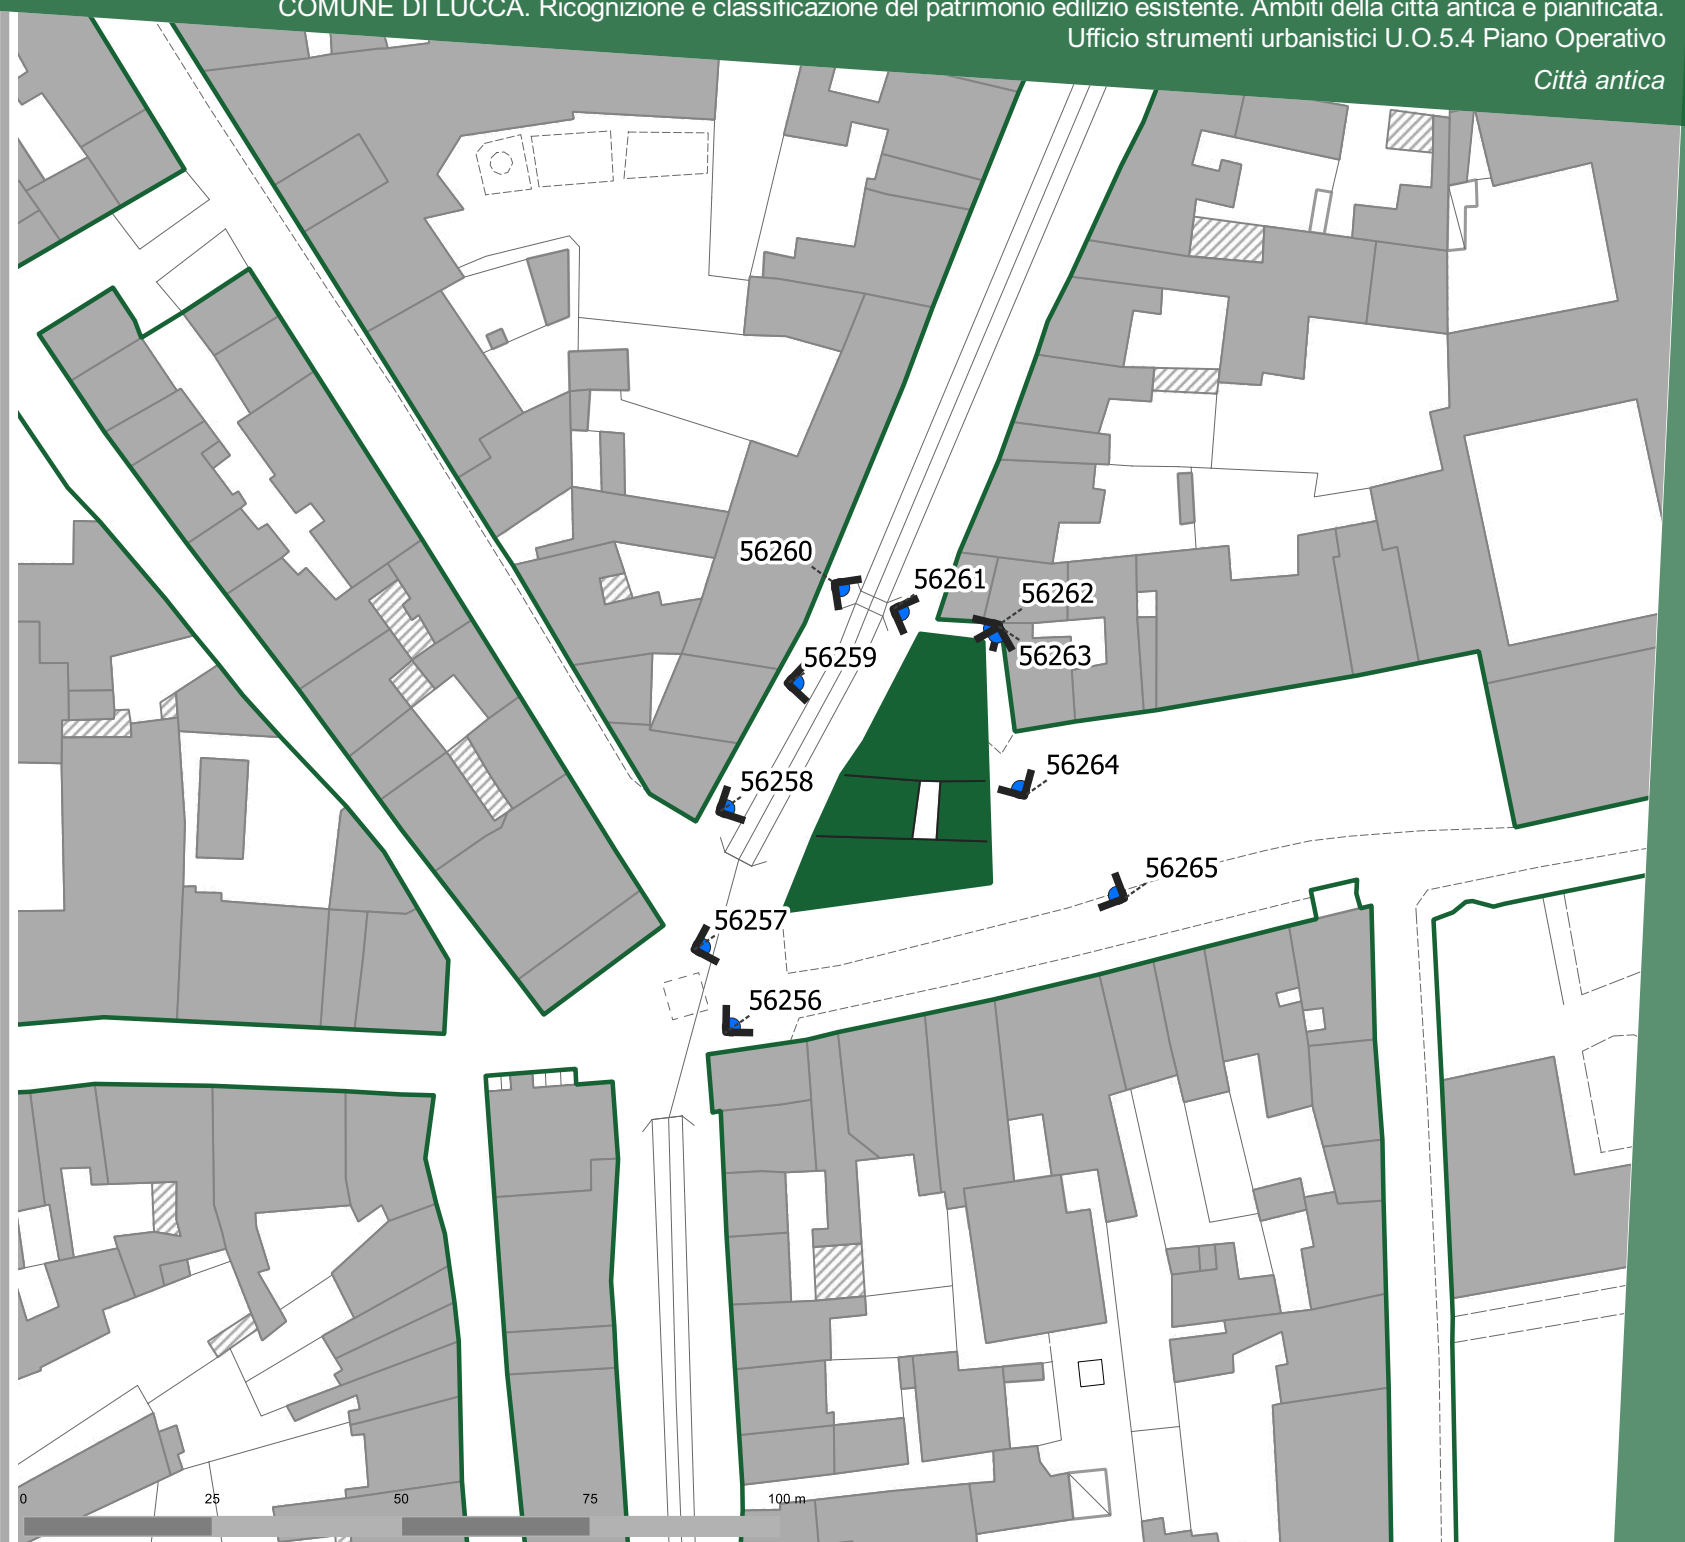 COMUNE DI LUCCA. Ricognizione e classificazione del patrimonio edilizio esistente. Ambiti della città antica e pianificata.
Ufficio strumenti urbanistici U.O.5.4 Piano Operativo
Città antica
56260
56261
56262
56263
56259
56264
56258
56265
56257
56256
0 25 50 75 100 m